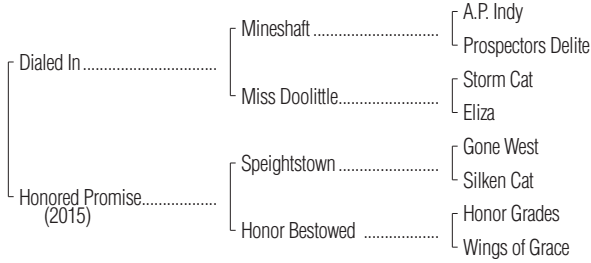 A.P. Indy
Mineshaft ..................................
Prospectors Delite
Dialed In.....................................
Storm Cat
Miss Doolittle...........................
Eliza
Gone West
Speightstown ...........................
Silken Cat
Honored Promise.....................
(2015)
Honor Grades
Honor Bestowed ....................
Wings of Grace